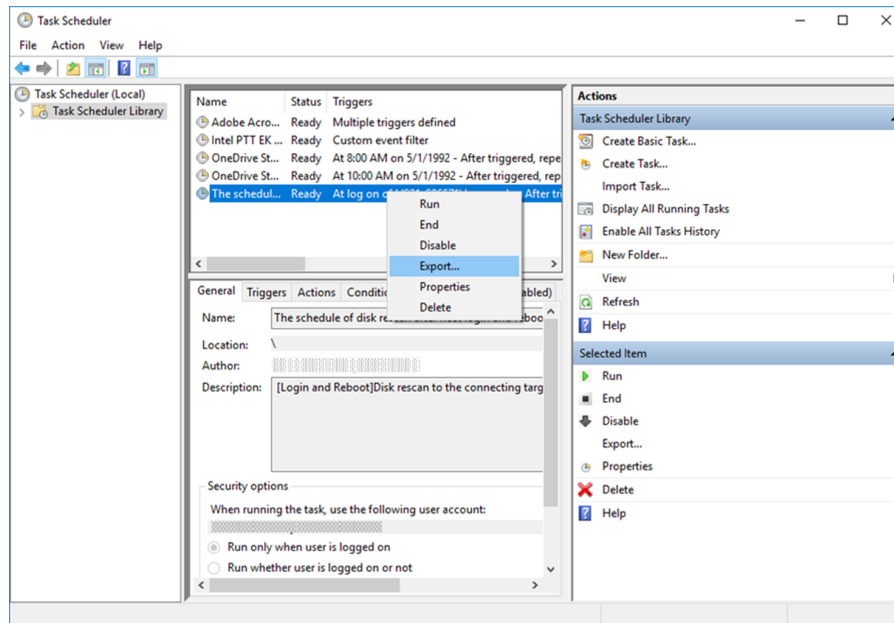 Task Scheduler
File Action View Help
Task Scheduler (Local)
Task Scheduler Library
Name Status Triggers
Adobe Acro... Ready Multiple triggers defined
Intel PTT EK ... Ready Custom event filter
OneDrive St... Ready At 8:00 AM on 5/1/1992 - After triggered, repe
OneDrive St... Ready At 10:00 AM on 5/1/1992 - After triggered, rep
The schedul... Ready At log on of After tri
Run
End
Disable
Export...
Properties
Delete
General Triggers Actions Conditio abled)
Name: The schedule of disk
Location: \
Author:
Description: [Login and Reboot]Disk rescan to the connecting targ
Security options
When running the task, use the following user account:
Run only when user is logged on
Run whether user is logged on or not
Actions
Task Scheduler Library
Create Basic Task...
Create Task...
Import Task...
Display All Running Tasks
Enable All Tasks History
New Folder...
View
Refresh
Help
Selected Item
Run
End
Disable
Export...
Properties
Delete
Help